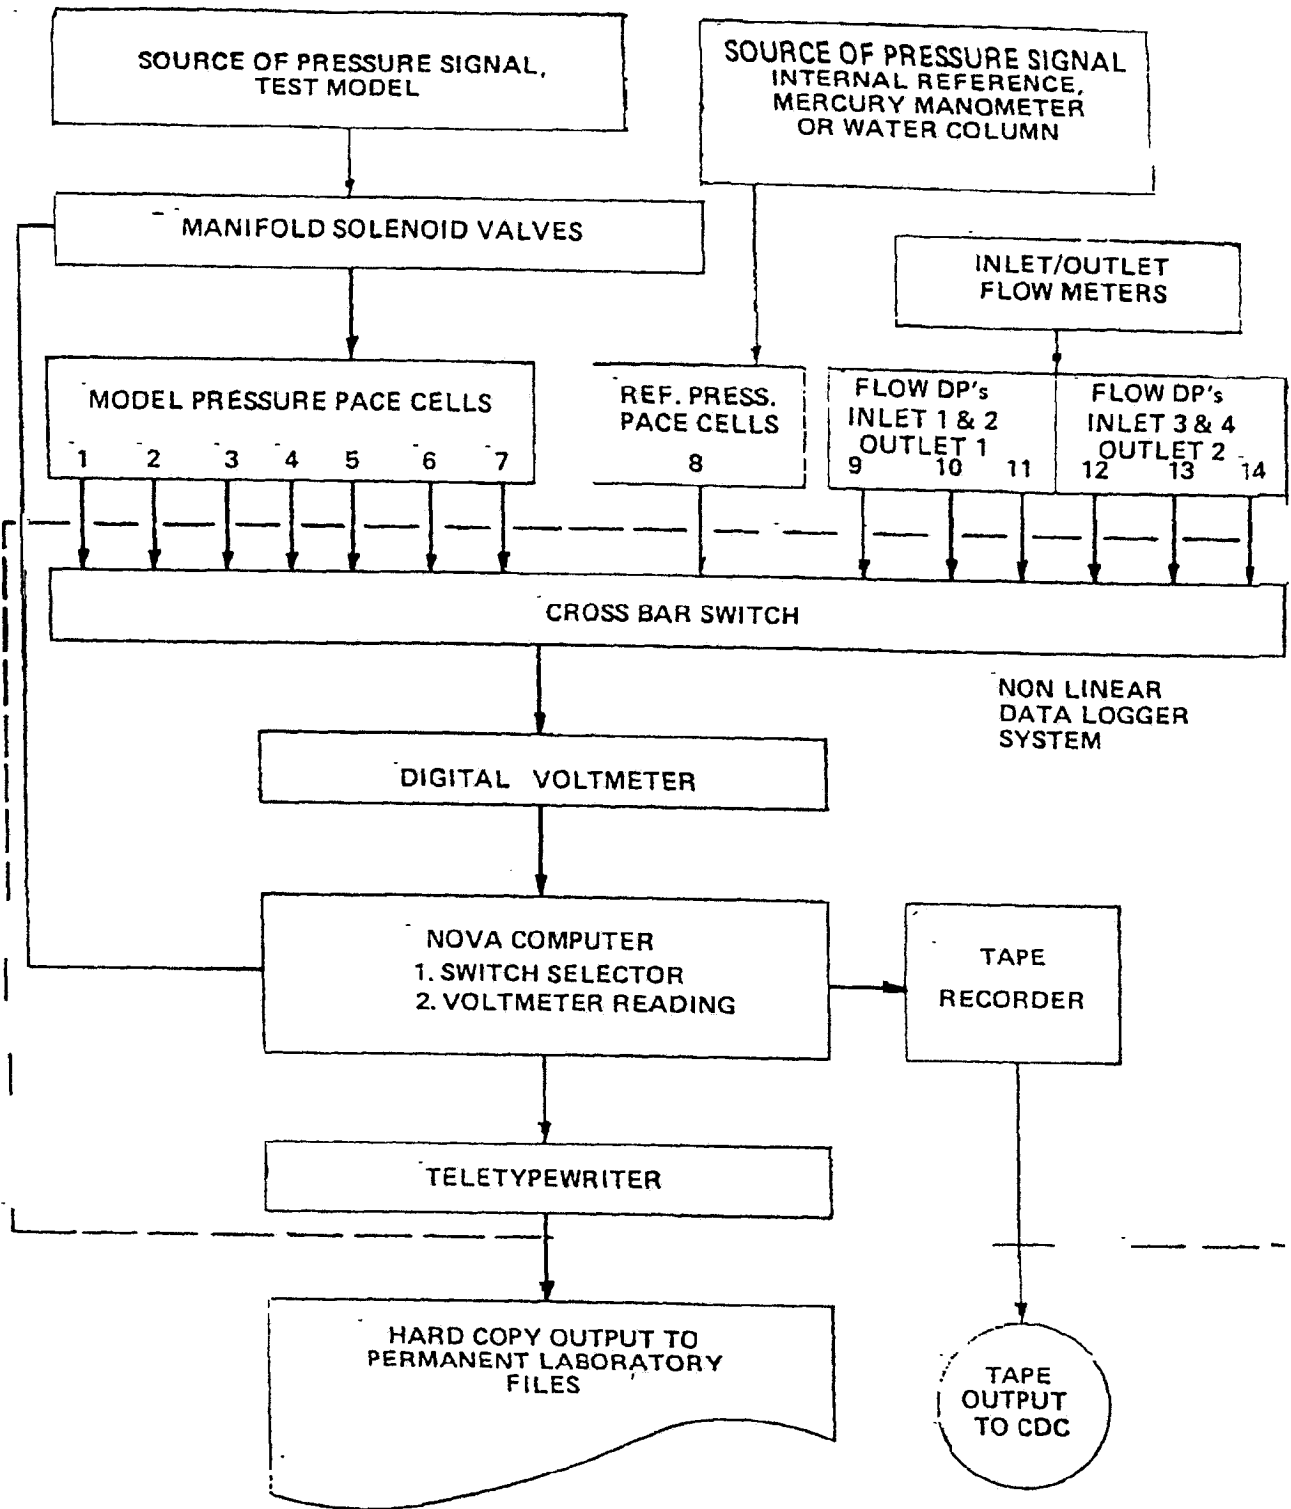 SOURCE OF PRESSURE SIGNAL,
TEST MODEL
SOURCE OF PRESSURE SIGNAL
INTERNAL REFERENCE,
MERCURY MANOMETER
OR WATER COLUMN
MANIFOLD SOLENOID VALVES
INLET/OUTLET
FLOW METERS
MODEL PRESSURE PACE CELLS
1 2 3 4 5 6 7
REF. PRESS.
PACE CELLS
8
FLOW DP's
INLET 1 & 2
OUTLET 1
9 10 11
FLOW DP's
INLET 3 & 4
OUTLET 2
12 13 14
CROSS BAR SWITCH
NON LINEAR
DATA LOGGER
SYSTEM
DIGITAL VOLTMETER
NOVA COMPUTER
1. SWITCH SELECTOR
2. VOLTMETER READING
TAPE
RECORDER
TELETYPEWRITER
HARD COPY OUTPUT TO
PERMANENT LABORATORY
FILES
TAPE
OUTPUT
TO CDC